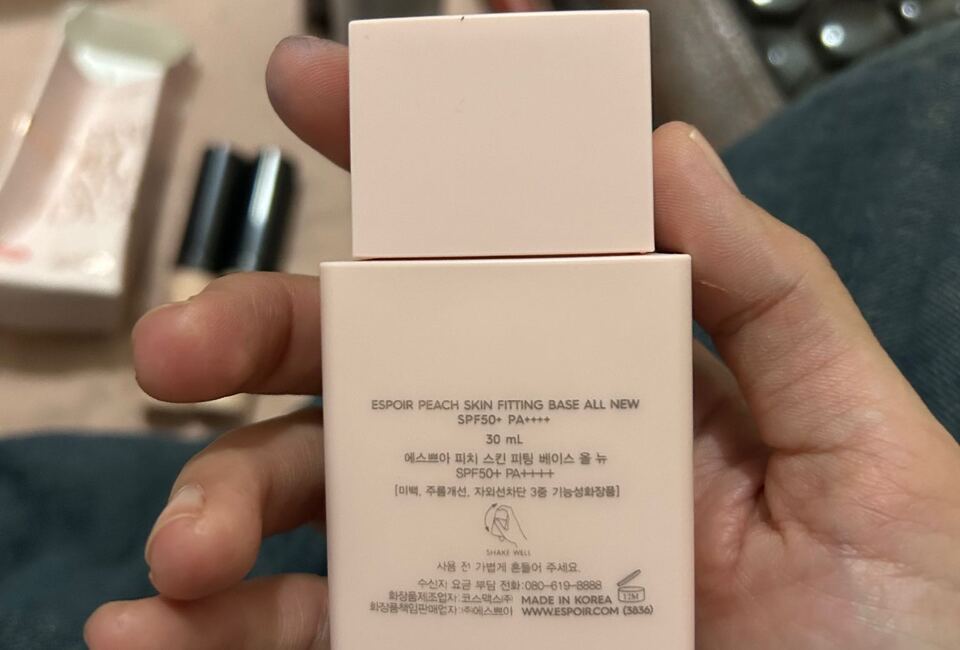 ESPOIR PEACH SKIN FITTING BASE ALL NEW
SPF50+ PA++++
30 mL
에스쁘아 피치 스킨 피팅 베이스 올 뉴
SPF50+ PA++++
[미백, 주름개선, 자외선차단 3중 기능성화장품]
SHAKE WELL
사용 전 가볍게 흔들어 주세요.
수신자 요금 부담 전화:080-619-8888
화장품제조업자:코스맥스㈜ MADE IN KOREA 12M
화장품책임판매업자:㈜에스쁘아 WWW.ESPOIR.COM (3836)